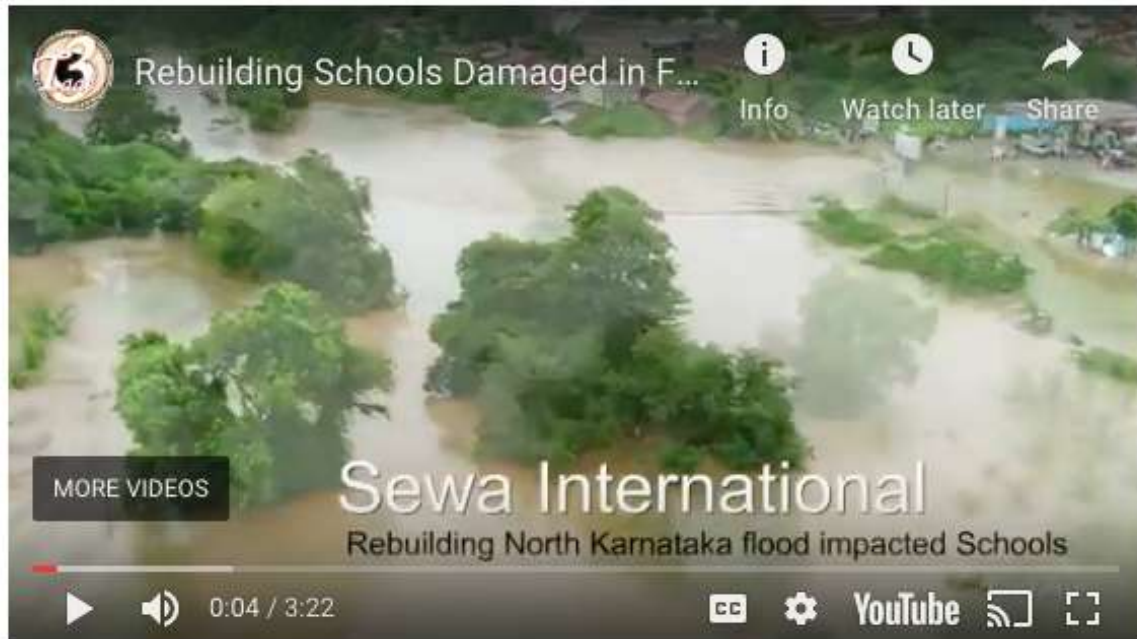 Rebuilding Schools Damaged in F...
Info
Watch later
Share
MORE VIDEOS
Sewa International
Rebuilding North Karnataka flood impacted Schools
0:04 / 3:22
CC
YouTube